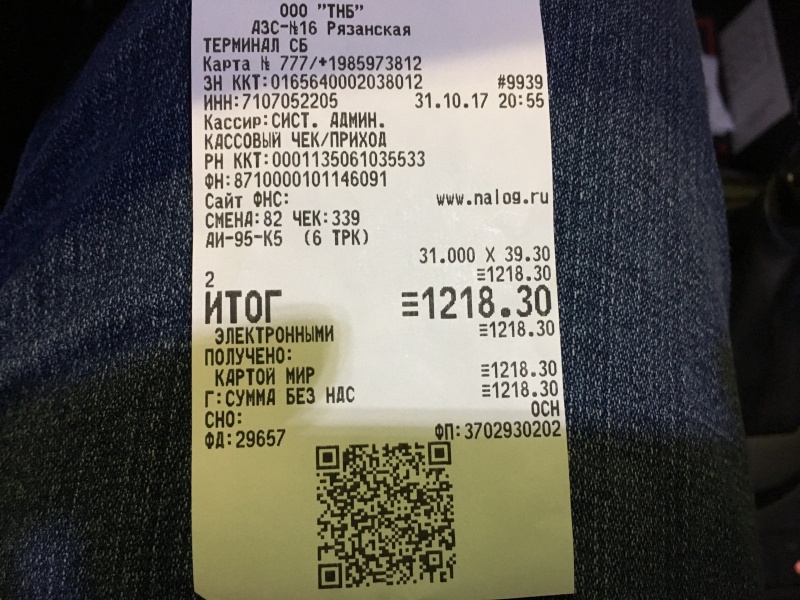 ООО "ТНБ"
АЗС-№16 Рязанская
ТЕРМИНАЛ СБ
Карта № 777/+1985973812
ЗН ККТ:0165640002038012 #9939
ИНН:7107052205 31.10.17 20:55
Кассир:СИСТ. АДМИН.
КАССОВЫЙ ЧЕК/ПРИХОД
РН ККТ:0001135061035533
ФН:8710000101146091
Сайт ФНС: www.nalog.ru
СМЕНА:82 ЧЕК:339
АИ-95-К5 (6 ТРК)
31.000 X 39.30
≡1218.30
2
ИТОГ ≡1218.30
ЭЛЕКТРОННЫМИ ≡1218.30
ПОЛУЧЕНО:
КАРТОЙ МИР ≡1218.30
Г:СУММА БЕЗ НДС ≡1218.30
СНО: ОСН
ФД:29657 ФП:3702930202